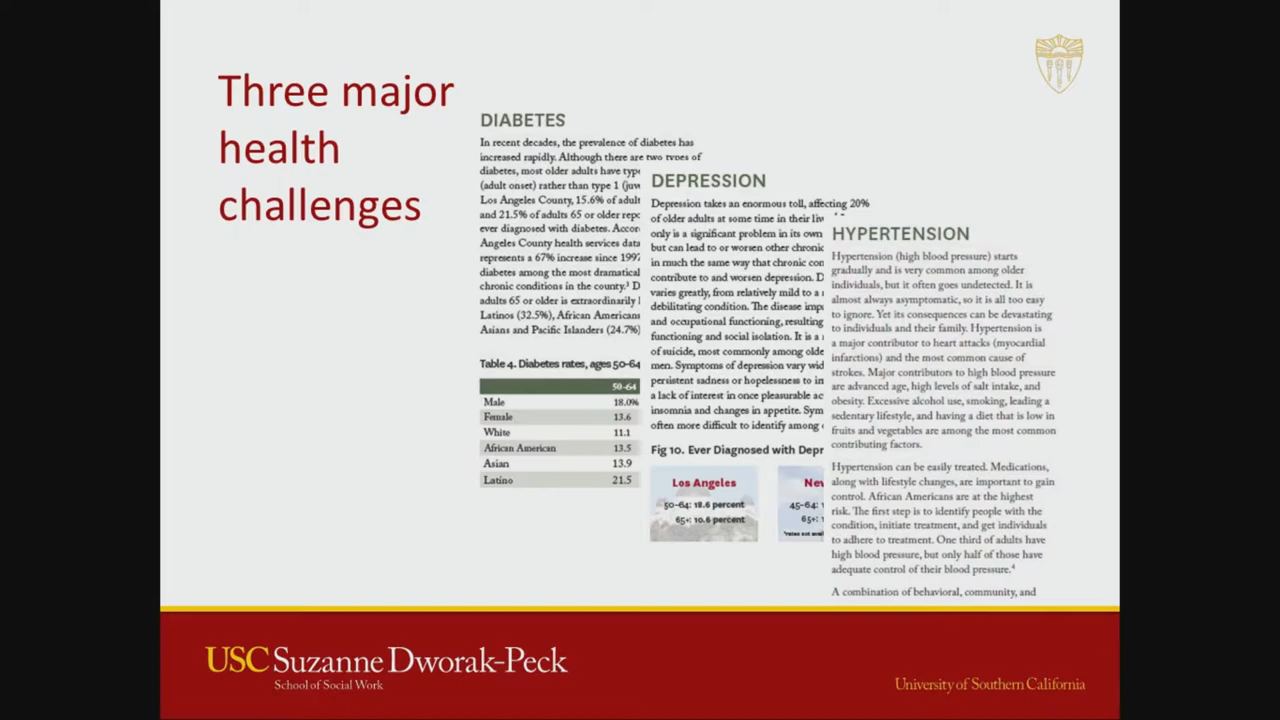 Three major
health
challenges
DIABETES
In recent decades, the prevalence of diabetes has
increased rapidly. Although there are two types of
diabetes, most older adults have type
(adult onset) rather than type 1 (juv
Los Angeles County, 15.6% of adult
and 21.5% of adults 65 or older repo
ever diagnosed with diabetes. Accor
Angeles County health services data
represents a 67% increase since 1997
diabetes among the most dramatical
chronic conditions in the county.³ D
adults 65 or older is extraordinarily
Latinos (32.5%), African Americans
Asians and Pacific Islanders (24.7%)
Table 4. Diabetes rates, ages 50-64
50-64
Male 18.0%
Female 13.6
White 11.1
African American 13.5
Asian 13.9
Latino 21.5
DEPRESSION
Depression takes an enormous toll, affecting 20%
of older adults at some time in their liv
only is a significant problem in its own
but can lead to or worsen other chronic
in much the same way that chronic con
contribute to and worsen depression. D
varies greatly, from relatively mild to a
debilitating condition. The disease impa
and occupational functioning, resulting
functioning and social isolation. It is a
of suicide, most commonly among olde
men. Symptoms of depression vary wid
persistent sadness or hopelessness to in
a lack of interest in once pleasurable ac
insomnia and changes in appetite. Sym
often more difficult to identify among
Fig 10. Ever Diagnosed with Depr
Los Angeles
50-64: 18.6 percent
65+: 10.6 percent
New
45-64: 1
65+: 1
HYPERTENSION
Hypertension (high blood pressure) starts
gradually and is very common among older
individuals, but it often goes undetected. It is
almost always asymptomatic, so it is all too easy
to ignore. Yet its consequences can be devastating
to individuals and their family. Hypertension is
a major contributor to heart attacks (myocardial
infarctions) and the most common cause of
strokes. Major contributors to high blood pressure
are advanced age, high levels of salt intake, and
obesity. Excessive alcohol use, smoking, leading a
sedentary lifestyle, and having a diet that is low in
fruits and vegetables are among the most common
contributing factors.
Hypertension can be easily treated. Medications,
along with lifestyle changes, are important to gain
control. African Americans are at the highest
risk. The first step is to identify people with the
condition, initiate treatment, and get individuals
to adhere to treatment. One third of adults have
high blood pressure, but only half of those have
adequate control of their blood pressure.⁴
A combination of behavioral, community, and
USC Suzanne Dworak-Peck
School of Social Work
University of Southern California